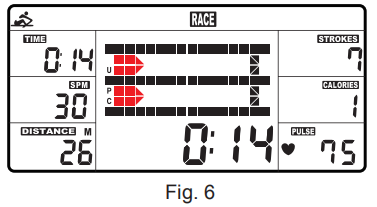 RACE
TIME
0:14
SPM
30
DISTANCE M
26
U
P
C
0:14
STROKES
7
CALORIES
1
PULSE
75
Fig. 6